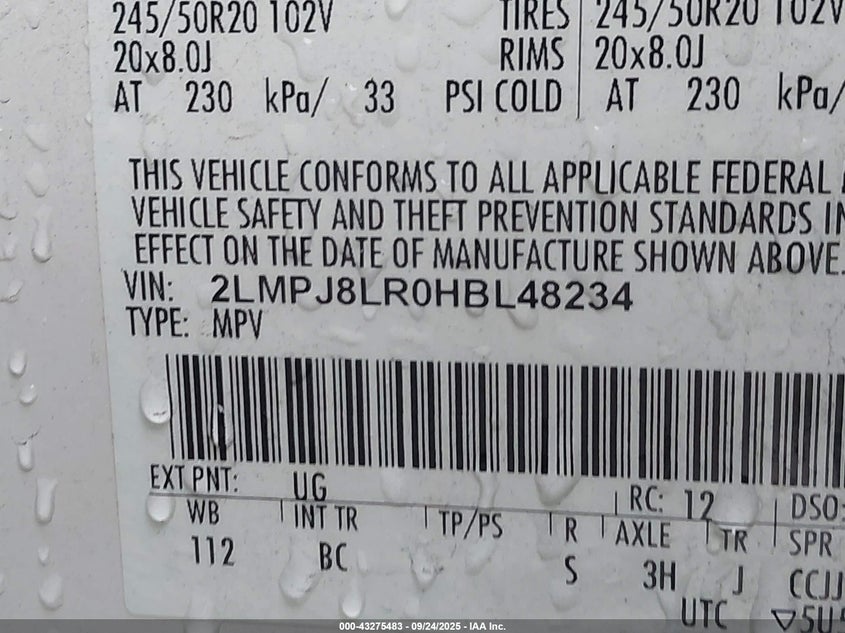 245/50R20 102V TIRES 245/50R20 102V
20x8.0J RIMS 20x8.0J
AT 230 kPa/ 33 PSI COLD AT 230 kPa/
THIS VEHICLE CONFORMS TO ALL APPLICABLE FEDERAL
VEHICLE SAFETY AND THEFT PREVENTION STANDARDS IN
EFFECT ON THE DATE OF MANUFACTURE SHOWN ABOVE.
VIN: 2LMPJ8LR0HBL48234
TYPE: MPV
EXT PNT: UG RC: 12 DSO:
WB INT TR TP/PS R AXLE TR SPR
112 BC S 3H J CCJJ
UTC ▽5U
000-43275483 - 09/24/2025 - IAA Inc.